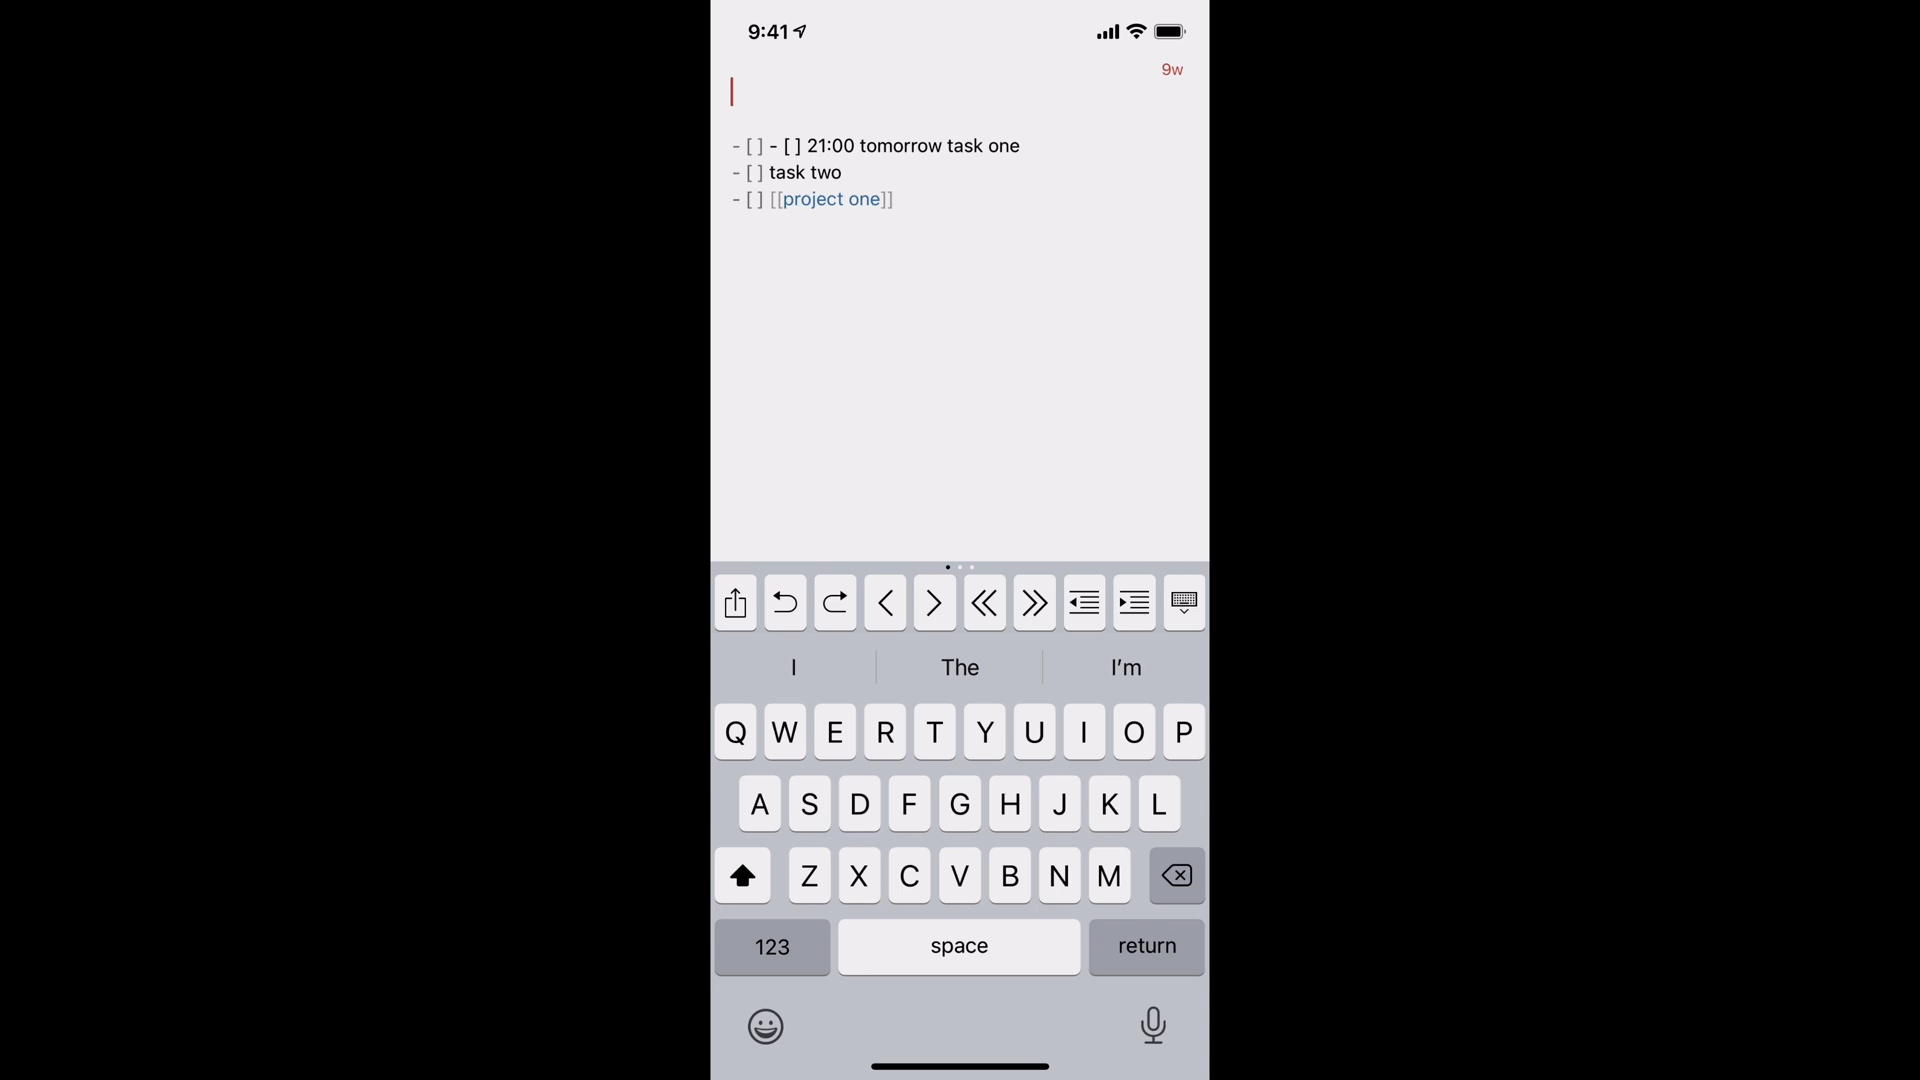 9:41
9w
- [ ] - [ ] 21:00 tomorrow task one
- [ ] task two
- [ ] [[project one]]
I The I’m
Q W E R T Y U I O P
A S D F G H J K L
Z X C V B N M
123 space return